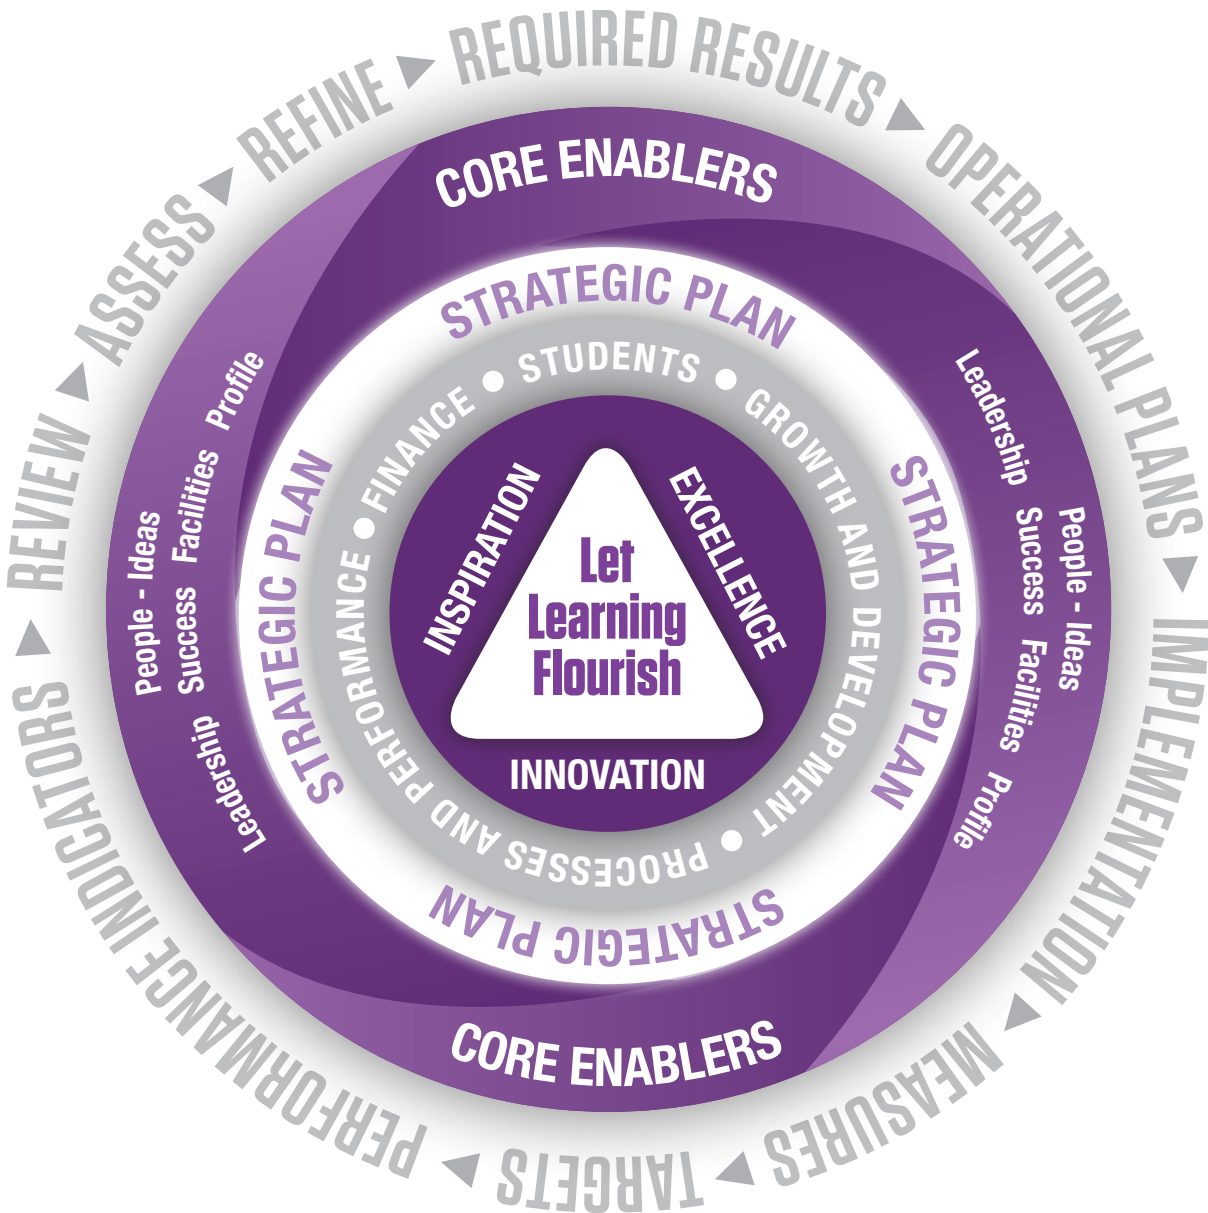 REQUIRED RESULTS
OPERATIONAL PLANS
IMPLEMENTATION
MEASURES
TARGETS
PERFORMANCE INDICATORS
REVIEW
ASSESS
REFINE
CORE ENABLERS
Leadership
People - Ideas
Success
Facilities
Profile
CORE ENABLERS
Leadership
People - Ideas
Success
Facilities
Profile
STRATEGIC PLAN
STRATEGIC PLAN
STRATEGIC PLAN
STRATEGIC PLAN
STUDENTS
GROWTH AND DEVELOPMENT
PROCESSES AND PERFORMANCE
FINANCE
INSPIRATION
EXCELLENCE
INNOVATION
Let
Learning
Flourish